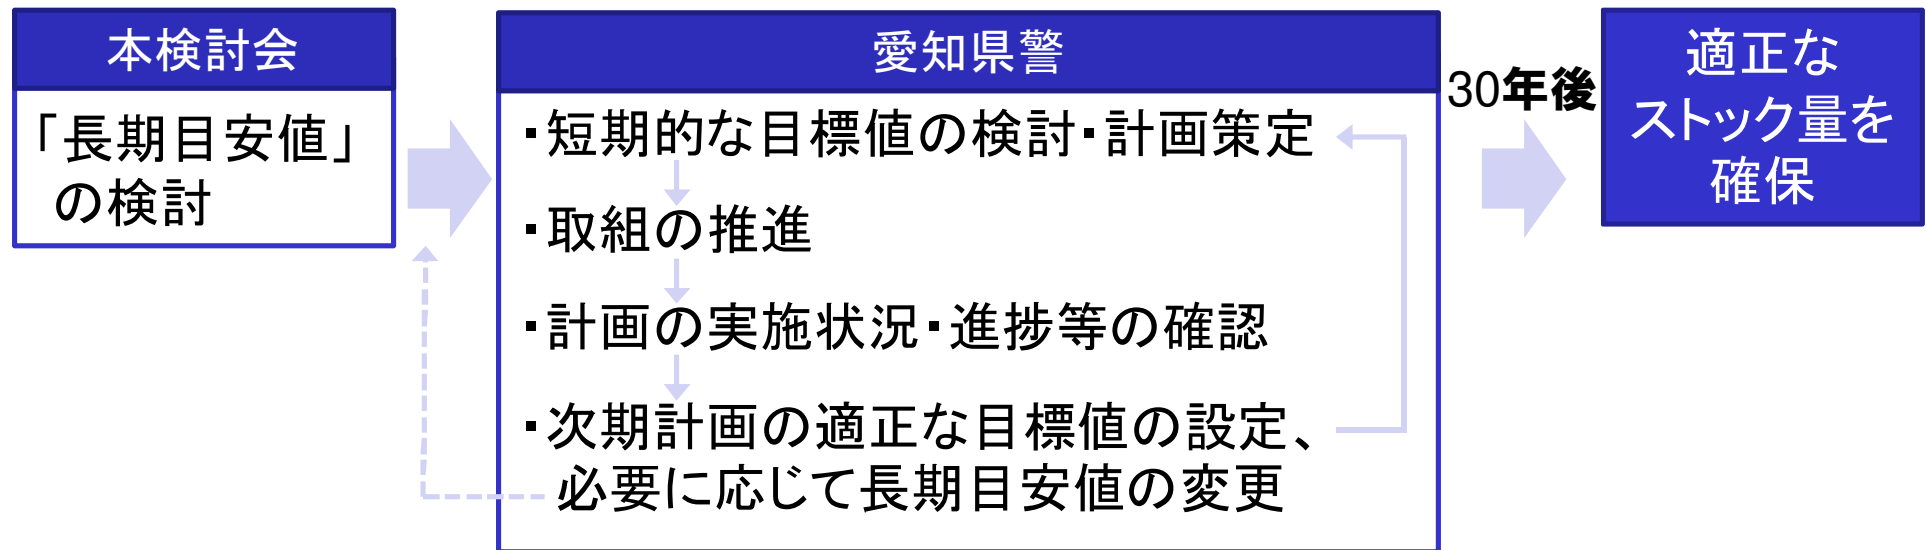 本検討会
「長期目安値」
の検討
愛知県警
・短期的な目標値の検討・計画策定
・取組の推進
・計画の実施状況・進捗等の確認
・次期計画の適正な目標値の設定、
必要に応じて長期目安値の変更
30年後
適正な
ストック量を
確保